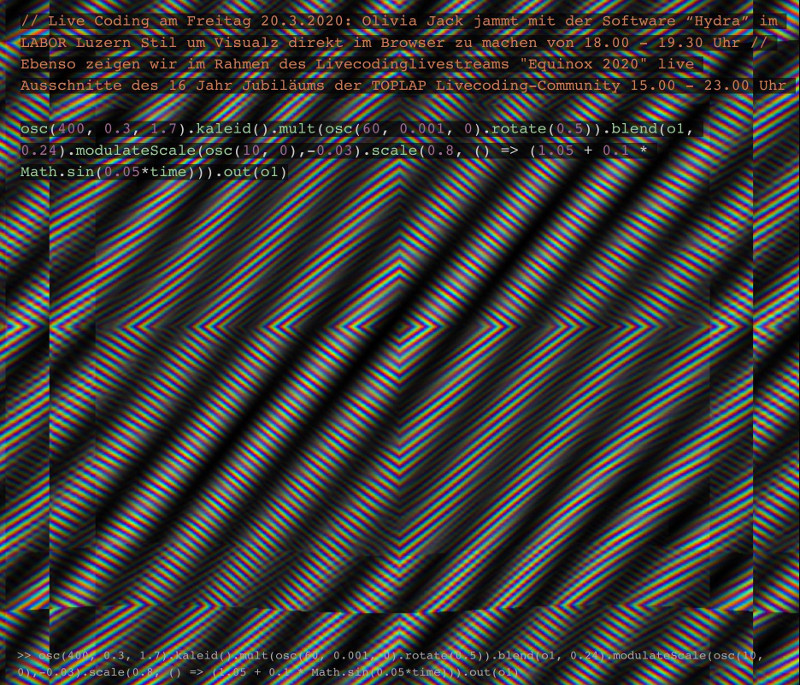 // Live Coding am Freitag 20.3.2020: Olivia Jack jammt mit der Software “Hydra” im
LABOR Luzern Stil um Visualz direkt im Browser zu machen von 18.00 - 19.30 Uhr //
Ebenso zeigen wir im Rahmen des Livecodinglivestreams "Equinox 2020" live
Ausschnitte des 16 Jahr Jubiläums der TOPLAP Livecoding-Community 15.00 - 23.00 Uhr
osc(400, 0.3, 1.7).kaleid().mult(osc(60, 0.001, 0).rotate(0.5)).blend(o1,
0.24).modulateScale(osc(10, 0),-0.03).scale(0.8, () => (1.05 + 0.1 *
Math.sin(0.05*time))).out(o1)
>> osc(400, 0.3, 1.7).kaleid().mult(osc(60, 0.001, 0).rotate(0.5)).blend(o1, 0.24).modulateScale(osc(10,
0),-0.03).scale(0.8, () => (1.05 + 0.1 * Math.sin(0.05*time))).out(o1)